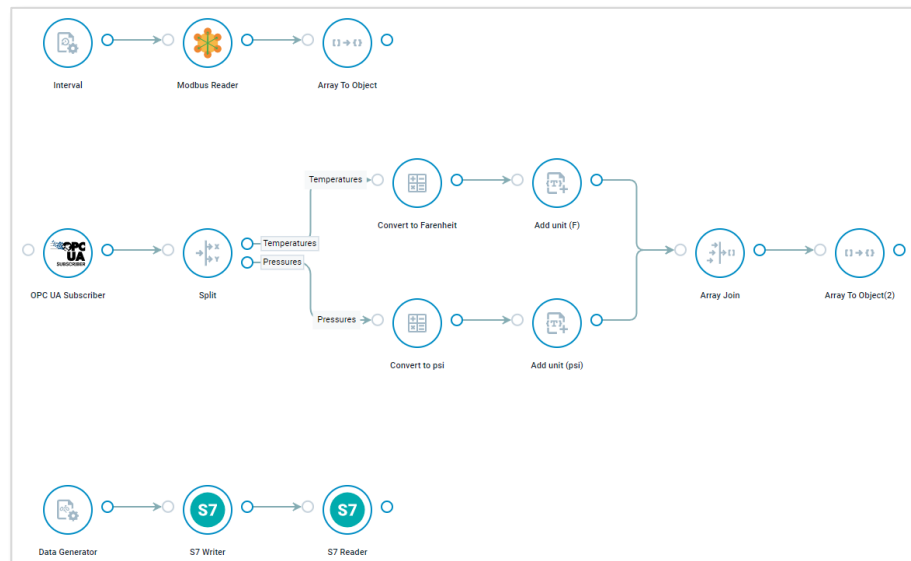 Interval
Modbus Reader
[]→{}
Array To Object
Temperatures
Convert to Farenheit
{T}
Add unit (F)
OPC
UA
SUBSCRIBER
OPC UA Subscriber
X
Y
Split
Temperatures
Pressures
Array Join
[]→{}
Array To Object(2)
Pressures
Convert to psi
{T}
Add unit (psi)
Data Generator
S7
S7 Writer
S7
S7 Reader